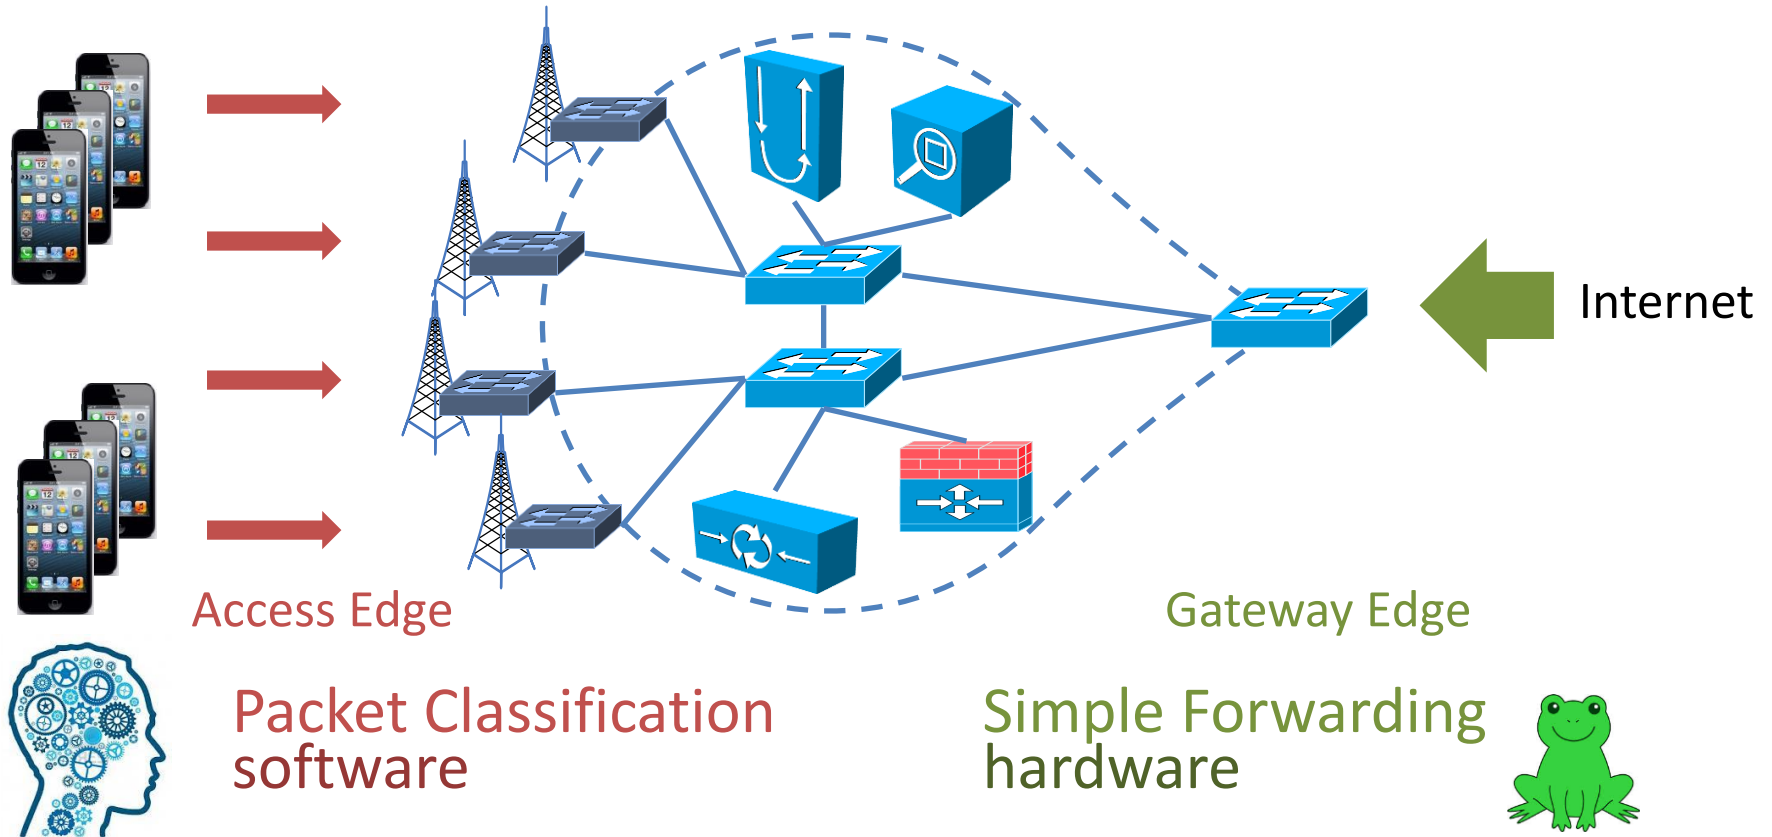 Internet
Access Edge
Gateway Edge
Packet Classification
software
Simple Forwarding
hardware